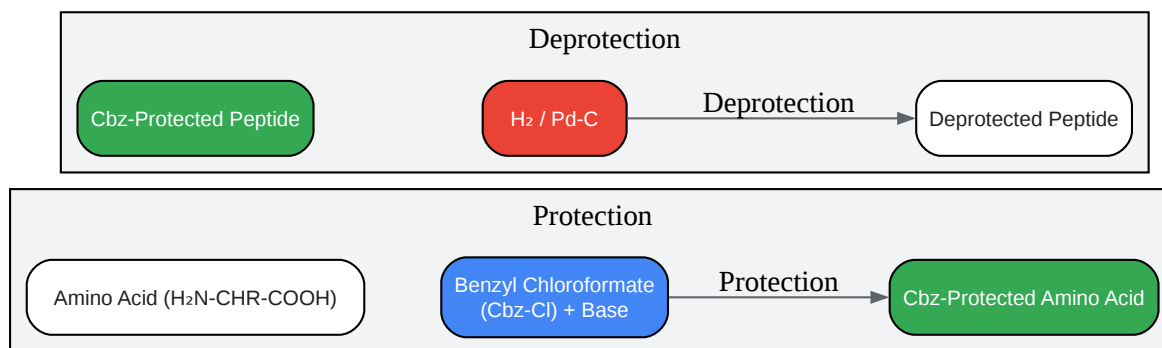 Deprotection
Cbz-Protected Peptide
H₂ / Pd-C
Deprotection
Deprotected Peptide
Protection
Amino Acid (H₂N-CHR-COOH)
Benzyl Chloroformate
(Cbz-Cl) + Base
Protection
Cbz-Protected Amino Acid